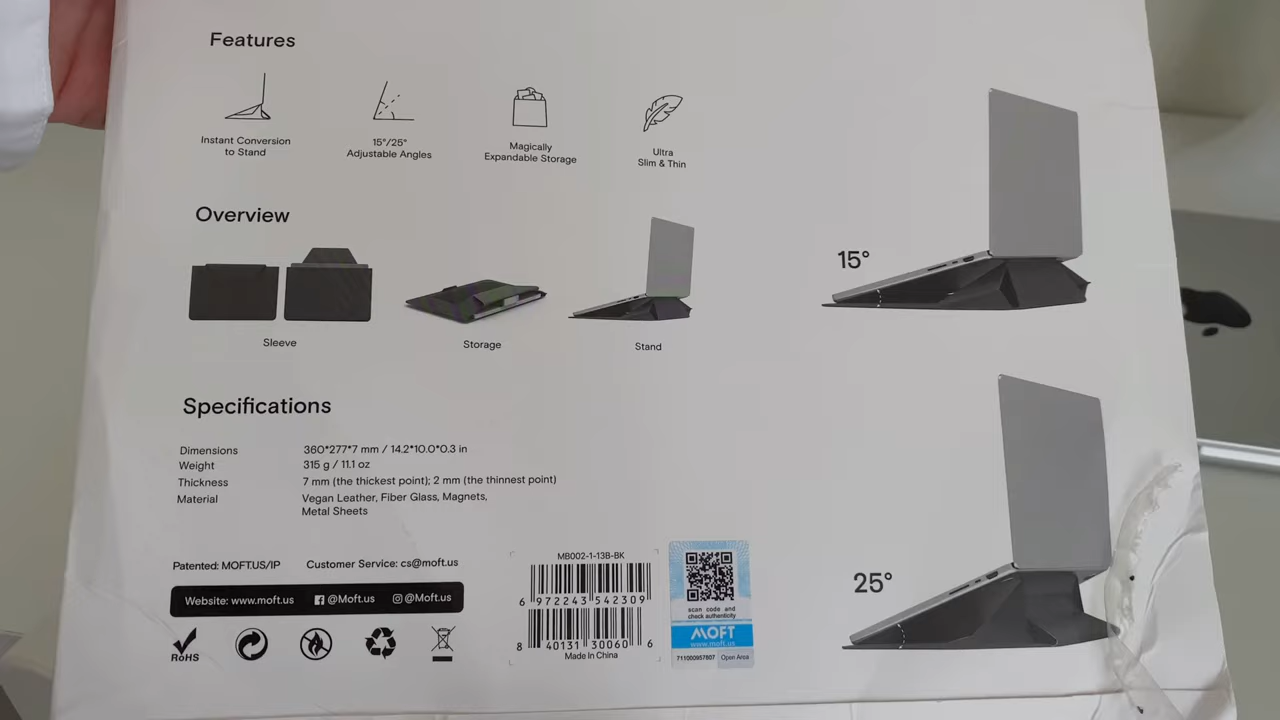 Features
Instant Conversion
to Stand
15°/25°
Adjustable Angles
Magically
Expandable Storage
Ultra
Slim & Thin
Overview
Sleeve
Storage
Stand
15°
25°
Specifications
Dimensions 360*277*7 mm / 14.2*10.0*0.3 in
Weight 315 g / 11.1 oz
Thickness 7 mm (the thickest point); 2 mm (the thinnest point)
Material Vegan Leather, Fiber Glass, Magnets,
Metal Sheets
Patented: MOFT.US/IP Customer Service: cs@moft.us
Website: www.moft.us @Moft.us @Moft.us
RoHS
MB002-1-13B-BK
6 972243 542309
8 40131 30060 6
Made In China
scan code and
check authenticity
MOFT
www.moft.us
711000957607 Open Area